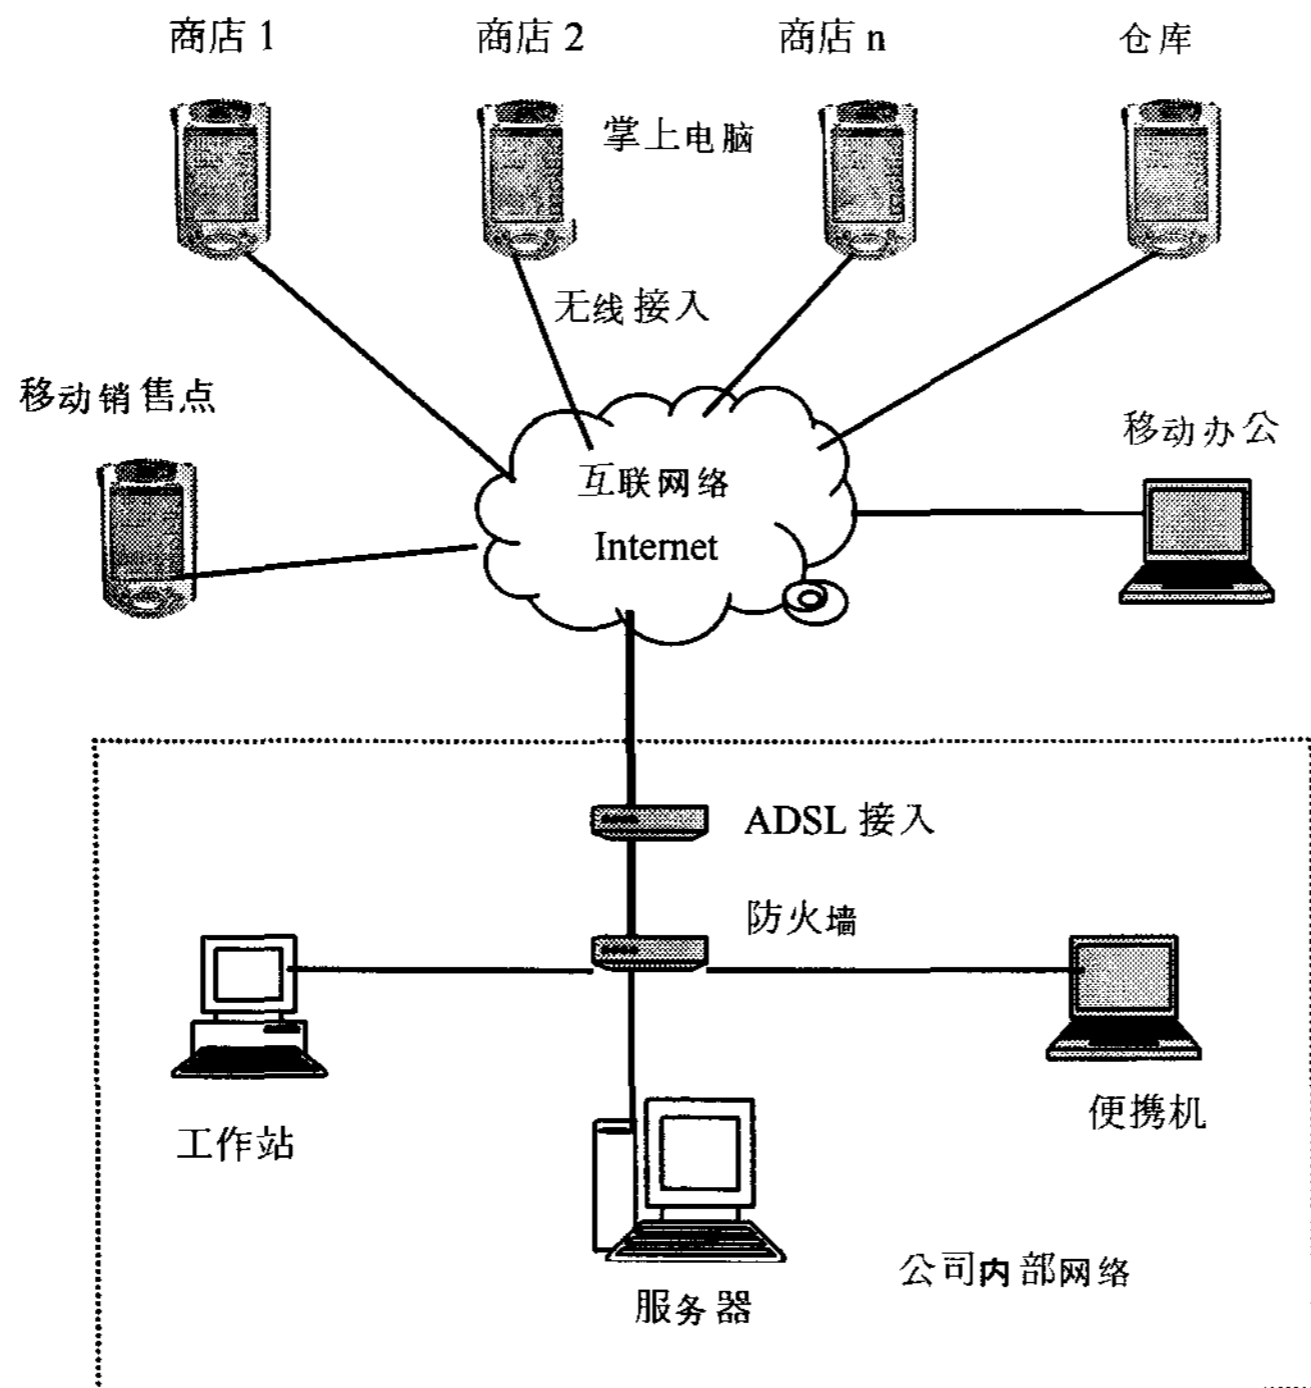 商店 1
商店 2
商店 n
仓库
掌上电脑
无线接入
移动销售点
移动办公
互联网络
Internet
ADSL 接入
防火墙
工作站
便携机
服务器
公司内部网络